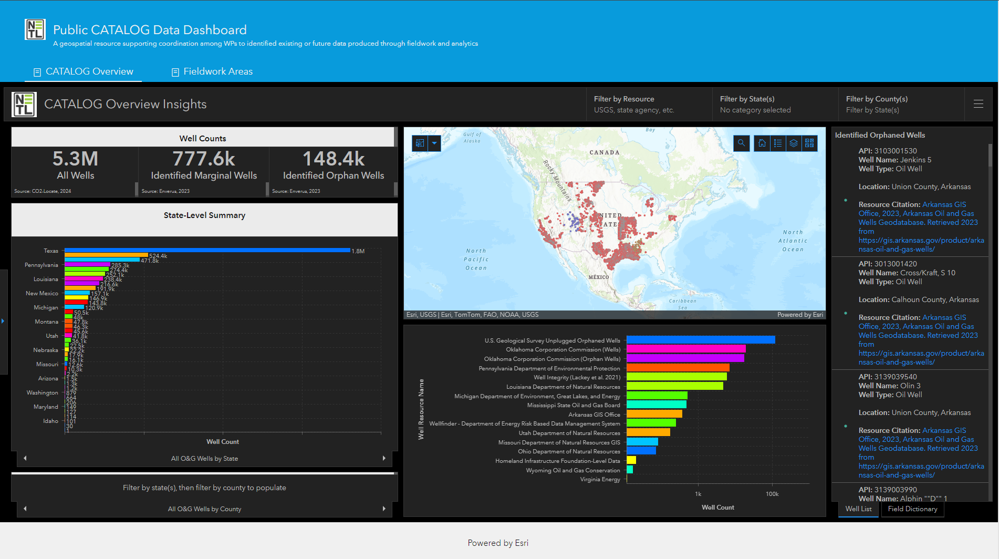 NETL
Public CATALOG Data Dashboard
A geospatial resource supporting coordination among WPs to identified existing or future data produced through fieldwork and analytics
CATALOG Overview
Fieldwork Areas
NETL
CATALOG Overview Insights
Filter by Resource
USGS, state agency, etc.
Filter by State(s)
No category selected
Filter by County(s)
Filter by State(s)
Well Counts
5.3M
All Wells
Source: CO2-Locate, 2024
777.6k
Identified Marginal Wells
Source: Enverus, 2023
148.4k
Identified Orphan Wells
Source: Enverus, 2023
State-Level Summary
Texas
1.8M
524.4k
471.8k
Pennsylvania
285.3k
274.4k
252.1k
Louisiana
238.4k
216.6k
191.9k
New Mexico
157.1k
146.9k
143.8k
Michigan
120.9k
50.5k
48k
Montana
47.8k
46.3k
45.6k
Utah
41.8k
36.1k
22.5k
Nebraska
22.2k
17.9k
16.1k
Missouri
12.6k
10.3k
2.2k
Arizona
1.5k
1.3k
1.2k
Washington
879
664
206
Maryland
149
127
114
Idaho
101
30
1
Well Count
All O&G Wells by State
Filter by state(s), then filter by county to populate
All O&G Wells by County
Bay
Gulf of
Alaska
CANADA
Rocky Mountains
UNITED
STATES
North
Pacific
Ocean
North
Atlantic
Ocean
MÉXICO
Caribbean
Sea
Esri, USGS | Esri, TomTom, FAO, NOAA, USGS
Powered by Esri
Well Resource Name
U.S. Geological Survey Unplugged Orphaned Wells
Oklahoma Corporation Commission (Wells)
Oklahoma Corporation Commission (Orphan Wells)
Pennsylvania Department of Environmental Protection
Well Integrity (Lackey et al. 2021)
Louisiana Department of Natural Resources
Michigan Department of Environment, Great Lakes, and Energy
Mississippi State Oil and Gas Board
Arkansas GIS Office
Wellfinder - Department of Energy Risk Based Data Management System
Utah Department of Natural Resources
Missouri Department of Natural Resources GIS
Ohio Department of Natural Resources
Homeland Infrastructure Foundation-Level Data
Wyoming Oil and Gas Conservation
Virginia Energy
1k
100k
Well Count
Identified Orphaned Wells
API: 3103001530
Well Name: Jenkins 5
Well Type: Oil Well
Location: Union County, Arkansas
Resource Citation: Arkansas GIS
Office, 2023, Arkansas Oil and Gas
Wells Geodatabase. Retrieved 2023
from
https://gis.arkansas.gov/product/arka
nsas-oil-and-gas-wells/
API: 3013001420
Well Name: Cross/Kraft, S 10
Well Type: Oil Well
Location: Calhoun County, Arkansas
Resource Citation: Arkansas GIS
Office, 2023, Arkansas Oil and Gas
Wells Geodatabase. Retrieved 2023
from
https://gis.arkansas.gov/product/arka
nsas-oil-and-gas-wells/
API: 3139039540
Well Name: Olin 3
Well Type: Oil Well
Location: Union County, Arkansas
Resource Citation: Arkansas GIS
Office, 2023, Arkansas Oil and Gas
Wells Geodatabase. Retrieved 2023
from
https://gis.arkansas.gov/product/arka
nsas-oil-and-gas-wells/
API: 3139003990
Well Name: Alphin ""D"" 1
Well List
Field Dictionary
Powered by Esri